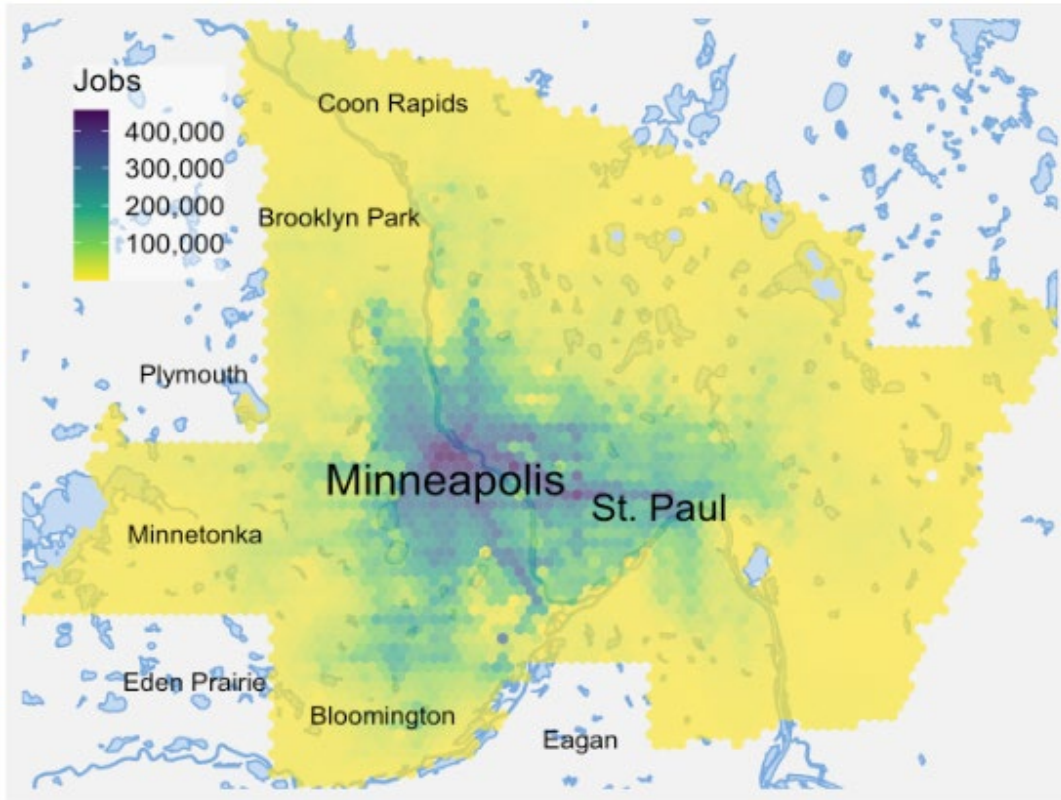 Jobs
400,000
300,000
200,000
100,000
Coon Rapids
Brooklyn Park
Plymouth
Minneapolis
St. Paul
Minnetonka
Eden Prairie
Bloomington
Eagan